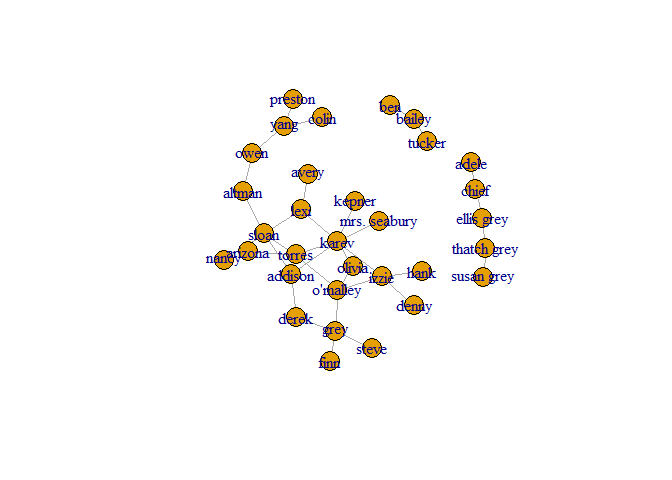 preston
ben
yang
colin
bailey
owen
tucker
adele
avery
chief
altman
kepner
lexi
mrs. seabury
ellis grey
sloan
karev
nancy
arizona
torres
thatch grey
addison
olivia
izzie
hank
susan grey
o'malley
denny
derek
grey
steve
finn